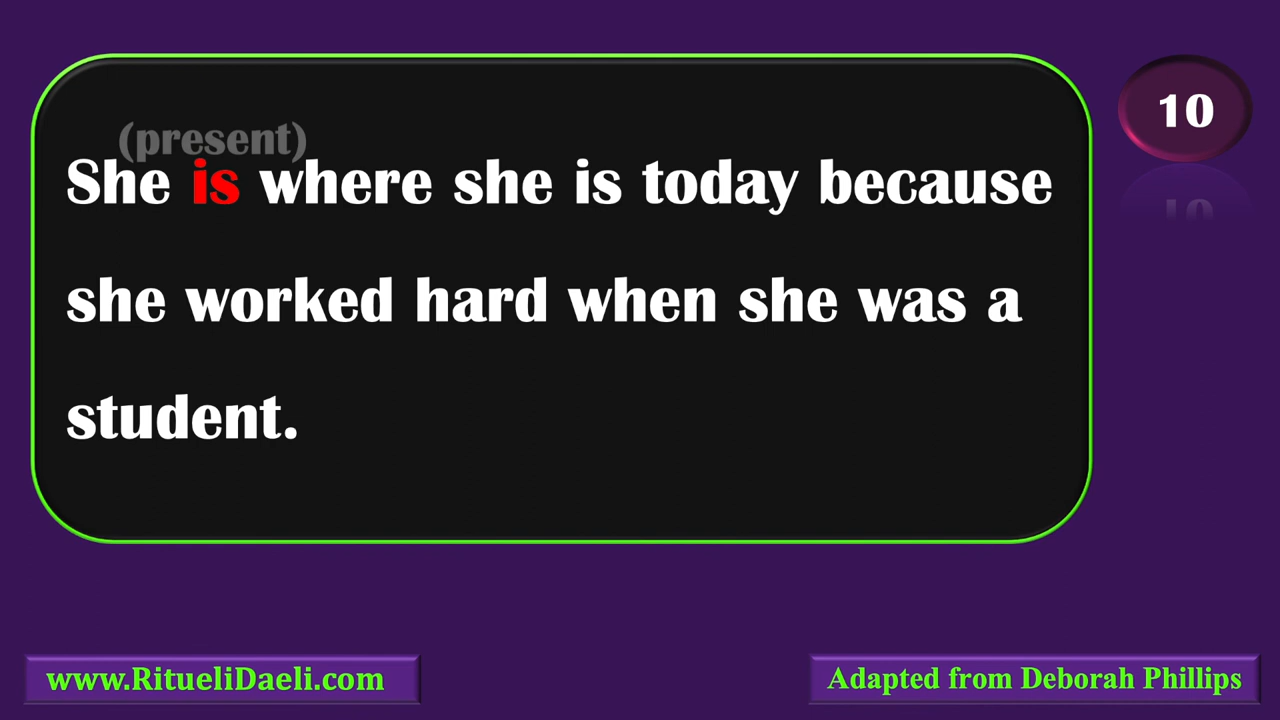 (present)
She is where she is today because
she worked hard when she was a
student.
10
www.RitueliDaeli.com
Adapted from Deborah Phillips